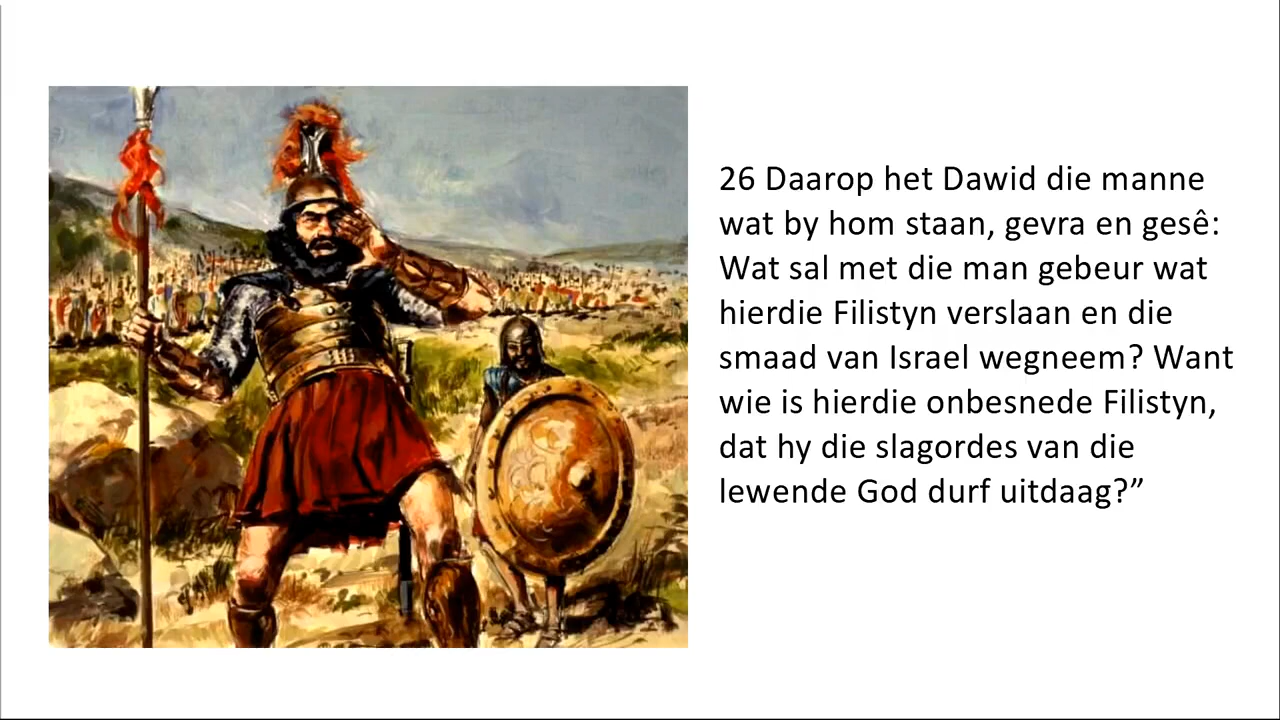 26 Daarop het Dawid die manne
wat by hom staan, gevra en gesê:
Wat sal met die man gebeur wat
hierdie Filistyn verslaan en die
smaad van Israel wegneem? Want
wie is hierdie onbesnede Filistyn,
dat hy die slagordes van die
lewende God durf uitdaag?”